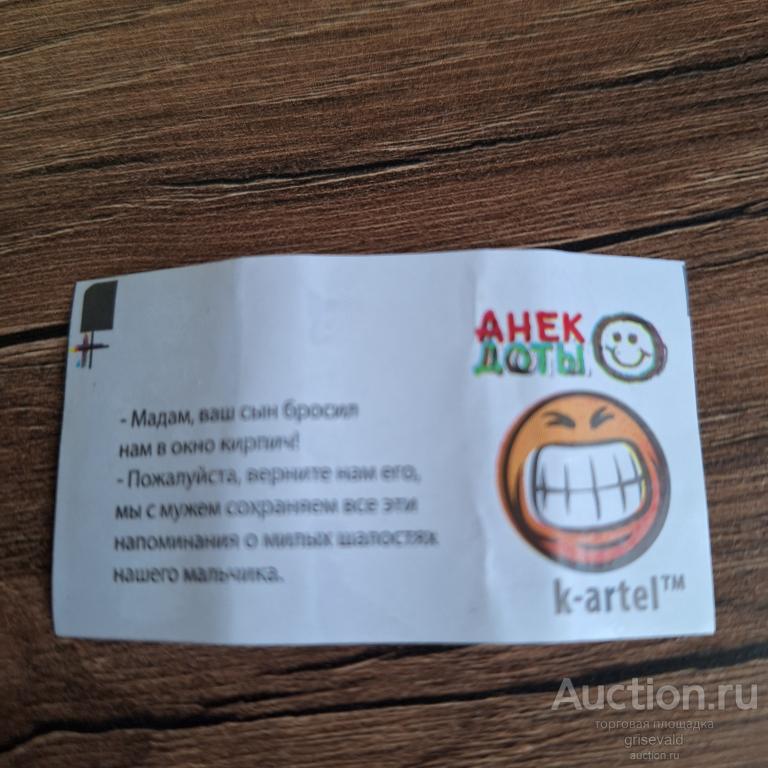 АНЕК
ДОТЫ
- Мадам, ваш сын бросил
нам в окно кирпич!
- Пожалуйста, верните нам его,
мы с мужем сохраняем все эти
напоминания о милых шалостях
нашего мальчика.
k-artel™
Auction.ru
торговая площадка
grisevald
auction.ru